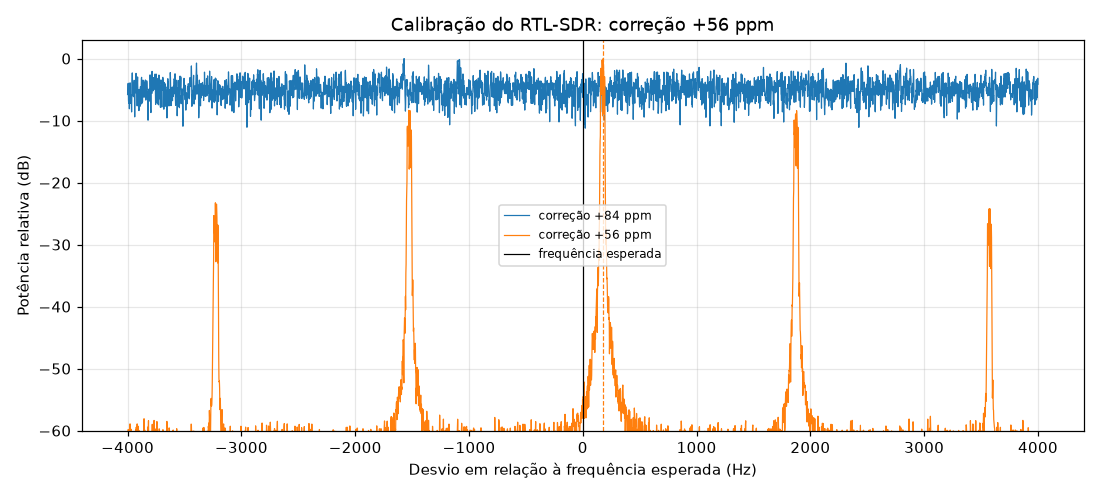 Calibração do RTL-SDR: correção +56 ppm
Potência relativa (dB)
0
−10
−20
−30
−40
−50
−60
correção +84 ppm
correção +56 ppm
frequência esperada
−4000 −3000 −2000 −1000 0 1000 2000 3000 4000
Desvio em relação à frequência esperada (Hz)